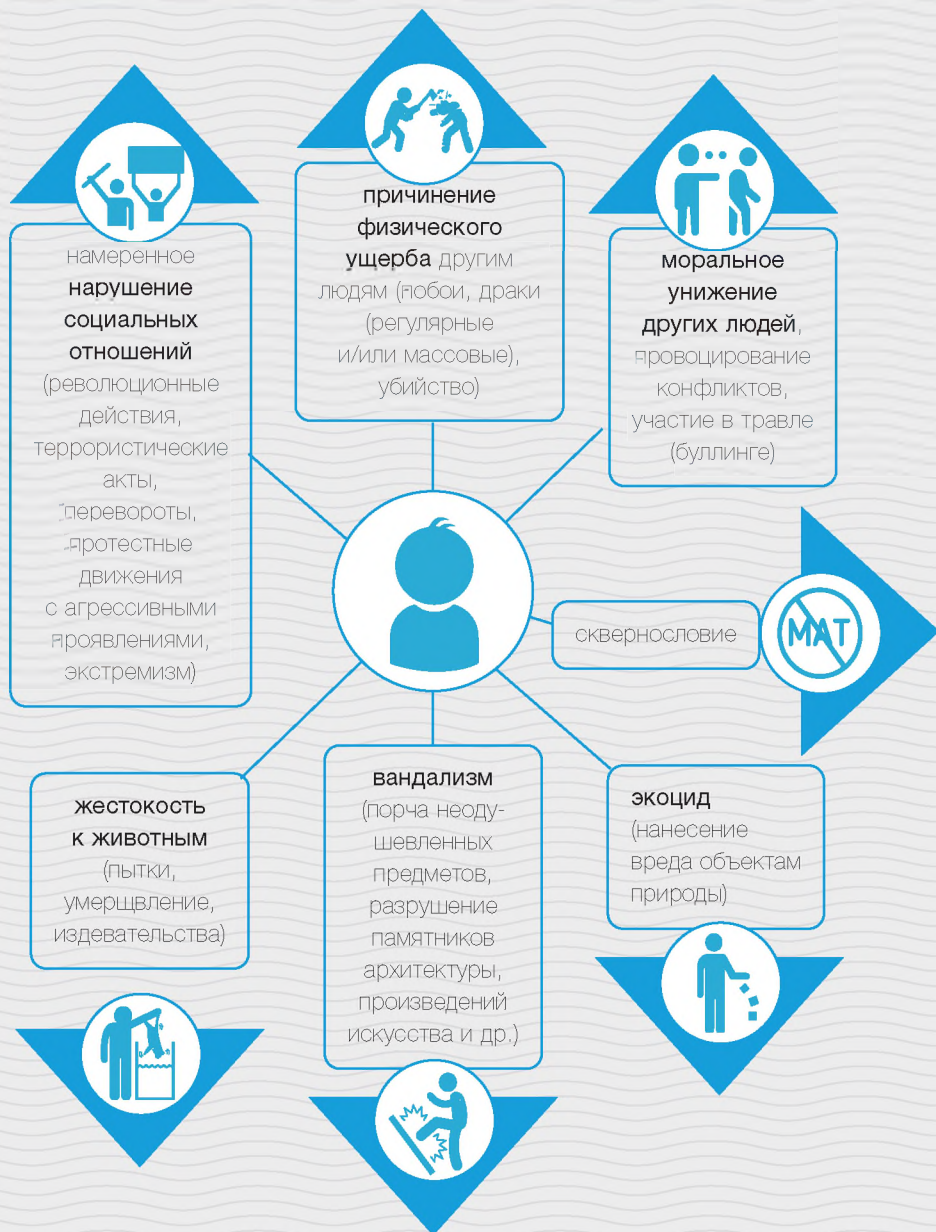 намеренное
нарушение
социальных
отношений
(революционные
действия,
террористические
акты,
перевороты,
протестные
движения
с агрессивными
проявлениями,
экстремизм)
причинение
физического
ущерба другим
людям (побои, драки
(регулярные
и/или массовые),
убийство)
моральное
унижение
других людей,
провоцирование
конфликтов,
участие в травле
(буллинге)
сквернословие
МАТ
жестокость
к животным
(пытки,
умерщвление,
издевательства)
вандализм
(порча неоду-
шевленных
предметов,
разрушение
памятников
архитектуры,
произведений
искусства и др.)
экоцид
(нанесение
вреда объектам
природы)